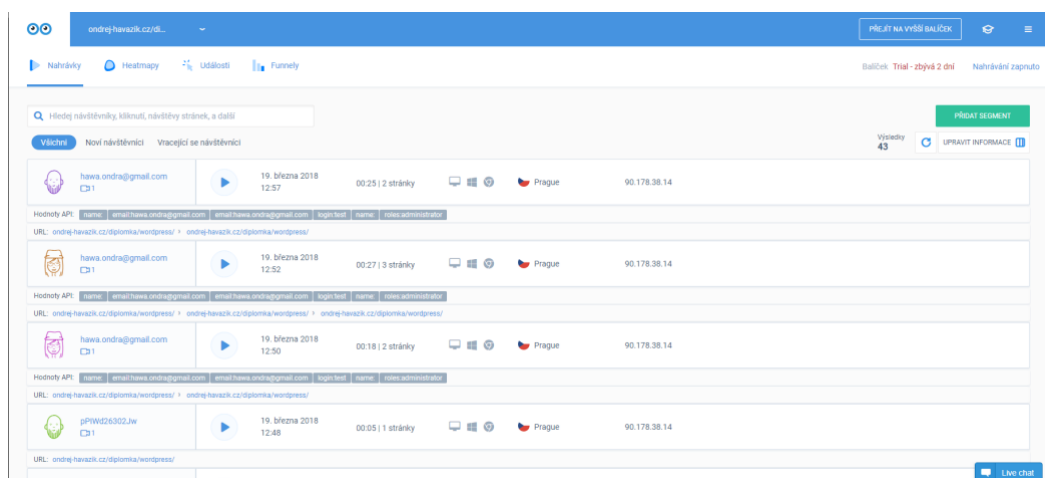 ondrej-havazik.cz/di...
PŘEJÍT NA VYŠŠÍ BALÍČEK
Nahrávky Heatmapy Události Funnely
Balíček Trial - zbývá 2 dní Nahrávání zapnuto
Hledej návštěvníky, kliknutí, návštěvy stránek, a další
PŘIDAT SEGMENT
Všichni Noví návštěvníci Vracející se návštěvníci
Výsledky
43
UPRAVIT INFORMACE
hawa.ondra@gmail.com
1
19. března 2018
12:57
00:25 | 2 stránky
Prague
90.178.38.14
Hodnoty API: name: email:hawa.ondra@gmail.com email:hawa.ondra@gmail.com login:test name: roles:administrator
URL: ondrej-havazik.cz/diplomka/wordpress/ › ondrej-havazik.cz/diplomka/wordpress/
hawa.ondra@gmail.com
1
19. března 2018
12:52
00:27 | 3 stránky
Prague
90.178.38.14
Hodnoty API: name: email:hawa.ondra@gmail.com email:hawa.ondra@gmail.com login:test name: roles:administrator
URL: ondrej-havazik.cz/diplomka/wordpress/ › ondrej-havazik.cz/diplomka/wordpress/ › ondrej-havazik.cz/diplomka/wordpress/
hawa.ondra@gmail.com
1
19. března 2018
12:50
00:18 | 2 stránky
Prague
90.178.38.14
Hodnoty API: name: email:hawa.ondra@gmail.com email:hawa.ondra@gmail.com login:test name: roles:administrator
URL: ondrej-havazik.cz/diplomka/wordpress/ › ondrej-havazik.cz/diplomka/wordpress/
pPtWd26302Jw
1
19. března 2018
12:48
00:05 | 1 stránky
Prague
90.178.38.14
URL: ondrej-havazik.cz/diplomka/wordpress/
Live chat